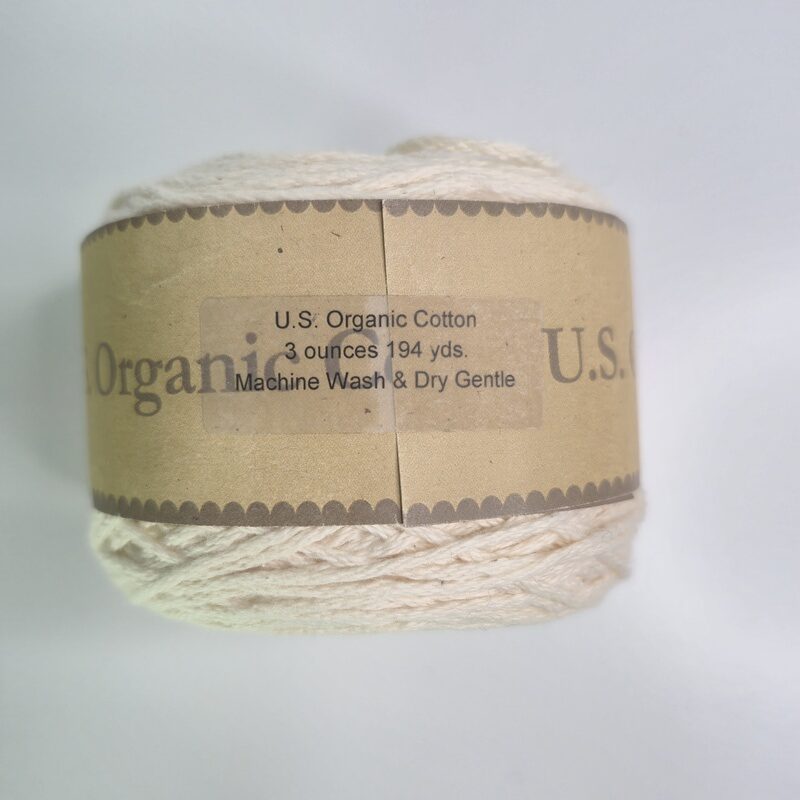 U.S. Organic Cotton
3 ounces 194 yds.
Machine Wash & Dry Gentle
Organic C
U.S.